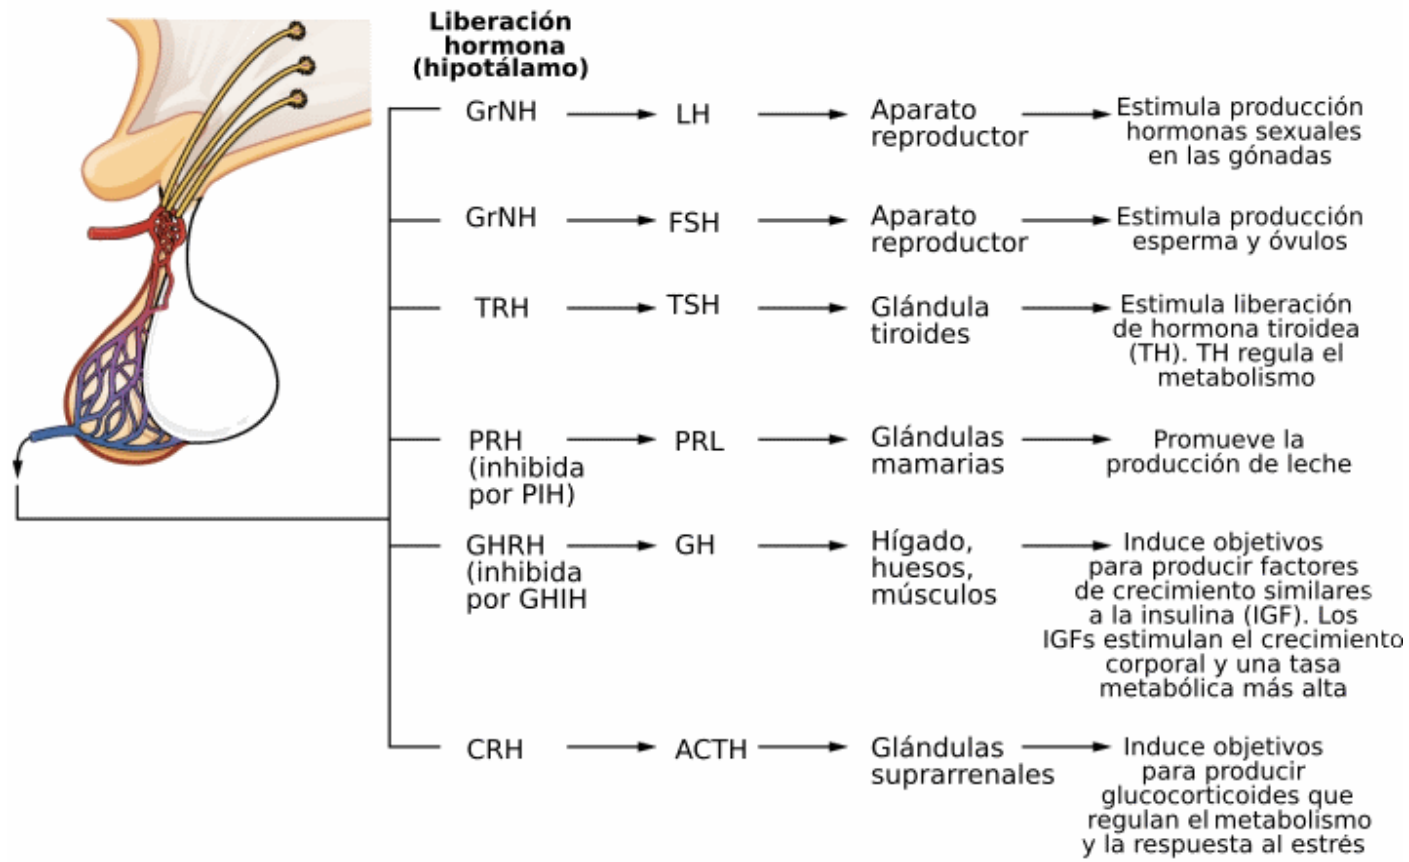 Liberación
hormona
(hipotálamo)
GrNH
LH
Aparato
reproductor
Estimula producción
hormonas sexuales
en las gónadas
GrNH
FSH
Aparato
reproductor
Estimula producción
esperma y óvulos
TRH
TSH
Glándula
tiroides
Estimula liberación
de hormona tiroidea
(TH). TH regula el
metabolismo
PRH
(inhibida
por PIH)
PRL
Glándulas
mamarias
Promueve la
producción de leche
GHRH
(inhibida
por GHIH
GH
Hígado,
huesos,
músculos
Induce objetivos
para producir factores
de crecimiento similares
a la insulina (IGF). Los
IGFs estimulan el crecimiento
corporal y una tasa
metabólica más alta
CRH
ACTH
Glándulas
suprarrenales
Induce objetivos
para producir
glucocorticoides que
regulan el metabolismo
y la respuesta al estrés